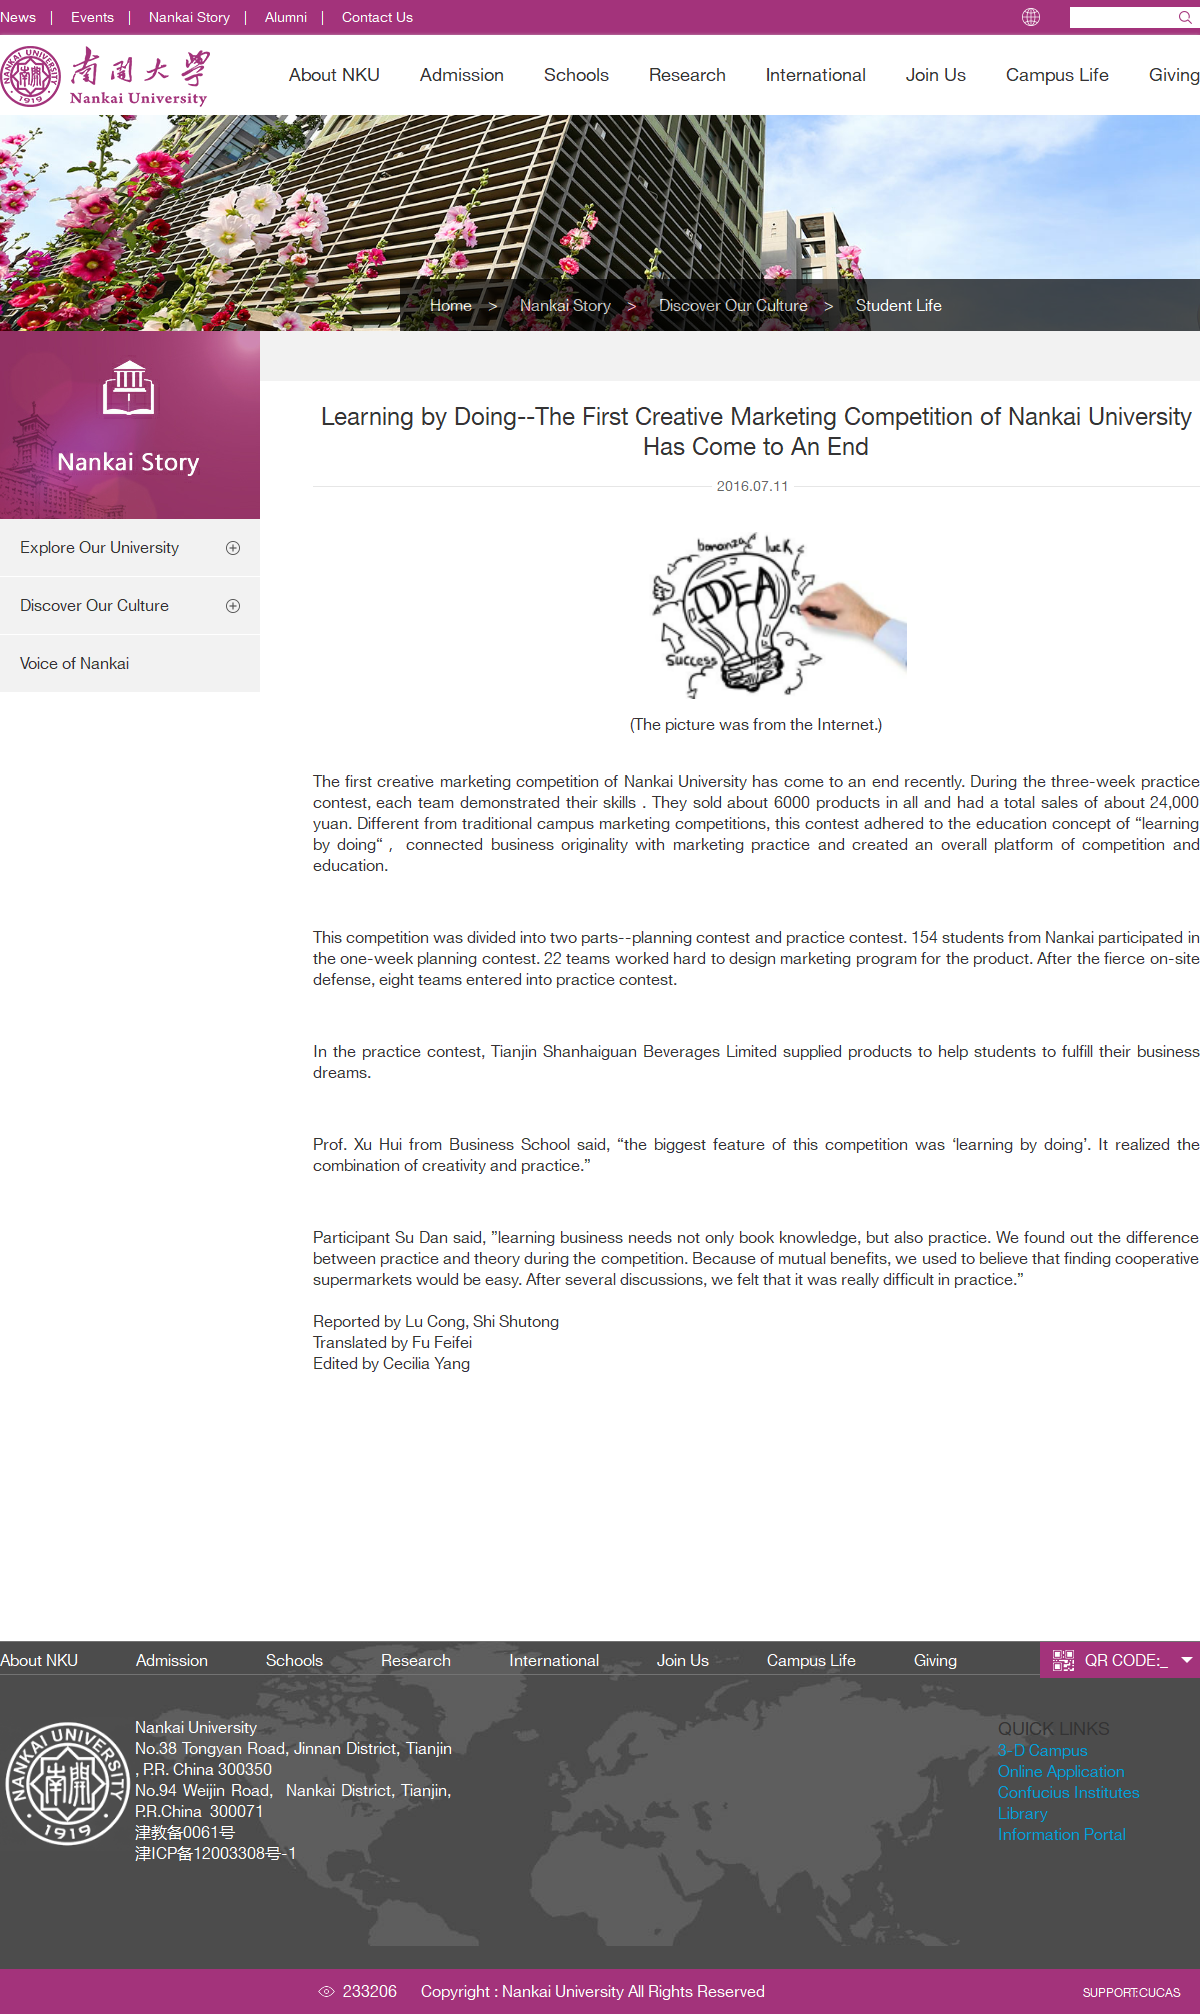 News | Events | Nankai Story | Alumni | Contact Us
NANKAI UNIVERSITY
南開
1919
南開大學
Nankai University
About NKU Admission Schools Research International Join Us Campus Life Giving
Home > Nankai Story > Discover Our Culture > Student Life
Nankai Story
Explore Our University
Discover Our Culture
Voice of Nankai
Learning by Doing--The First Creative Marketing Competition of Nankai University
Has Come to An End
2016.07.11
bonanza luck
IDEA
Success
(The picture was from the Internet.)
The first creative marketing competition of Nankai University has come to an end recently. During the three-week practice
contest, each team demonstrated their skills . They sold about 6000 products in all and had a total sales of about 24,000
yuan. Different from traditional campus marketing competitions, this contest adhered to the education concept of “learning
by doing“ ,  connected business originality with marketing practice and created an overall platform of competition and
education.
This competition was divided into two parts--planning contest and practice contest. 154 students from Nankai participated in
the one-week planning contest. 22 teams worked hard to design marketing program for the product. After the fierce on-site
defense, eight teams entered into practice contest.
In the practice contest, Tianjin Shanhaiguan Beverages Limited supplied products to help students to fulfill their business
dreams.
Prof. Xu Hui from Business School said, “the biggest feature of this competition was ‘learning by doing’. It realized the
combination of creativity and practice.”
Participant Su Dan said, ”learning business needs not only book knowledge, but also practice. We found out the difference
between practice and theory during the competition. Because of mutual benefits, we used to believe that finding cooperative
supermarkets would be easy. After several discussions, we felt that it was really difficult in practice.”
Reported by Lu Cong, Shi Shutong
Translated by Fu Feifei
Edited by Cecilia Yang
About NKU Admission Schools Research International Join Us Campus Life Giving QR CODE:_
NANKAI UNIVERSITY
南開
1919
Nankai University
No.38 Tongyan Road, Jinnan District, Tianjin
, P.R. China 300350
No.94 Weijin Road,  Nankai District, Tianjin,
P.R.China  300071
津教备0061号
津ICP备12003308号-1
QUICK LINKS
3-D Campus
Online Application
Confucius Institutes
Library
Information Portal
233206 Copyright : Nankai University All Rights Reserved SUPPORT:CUCAS